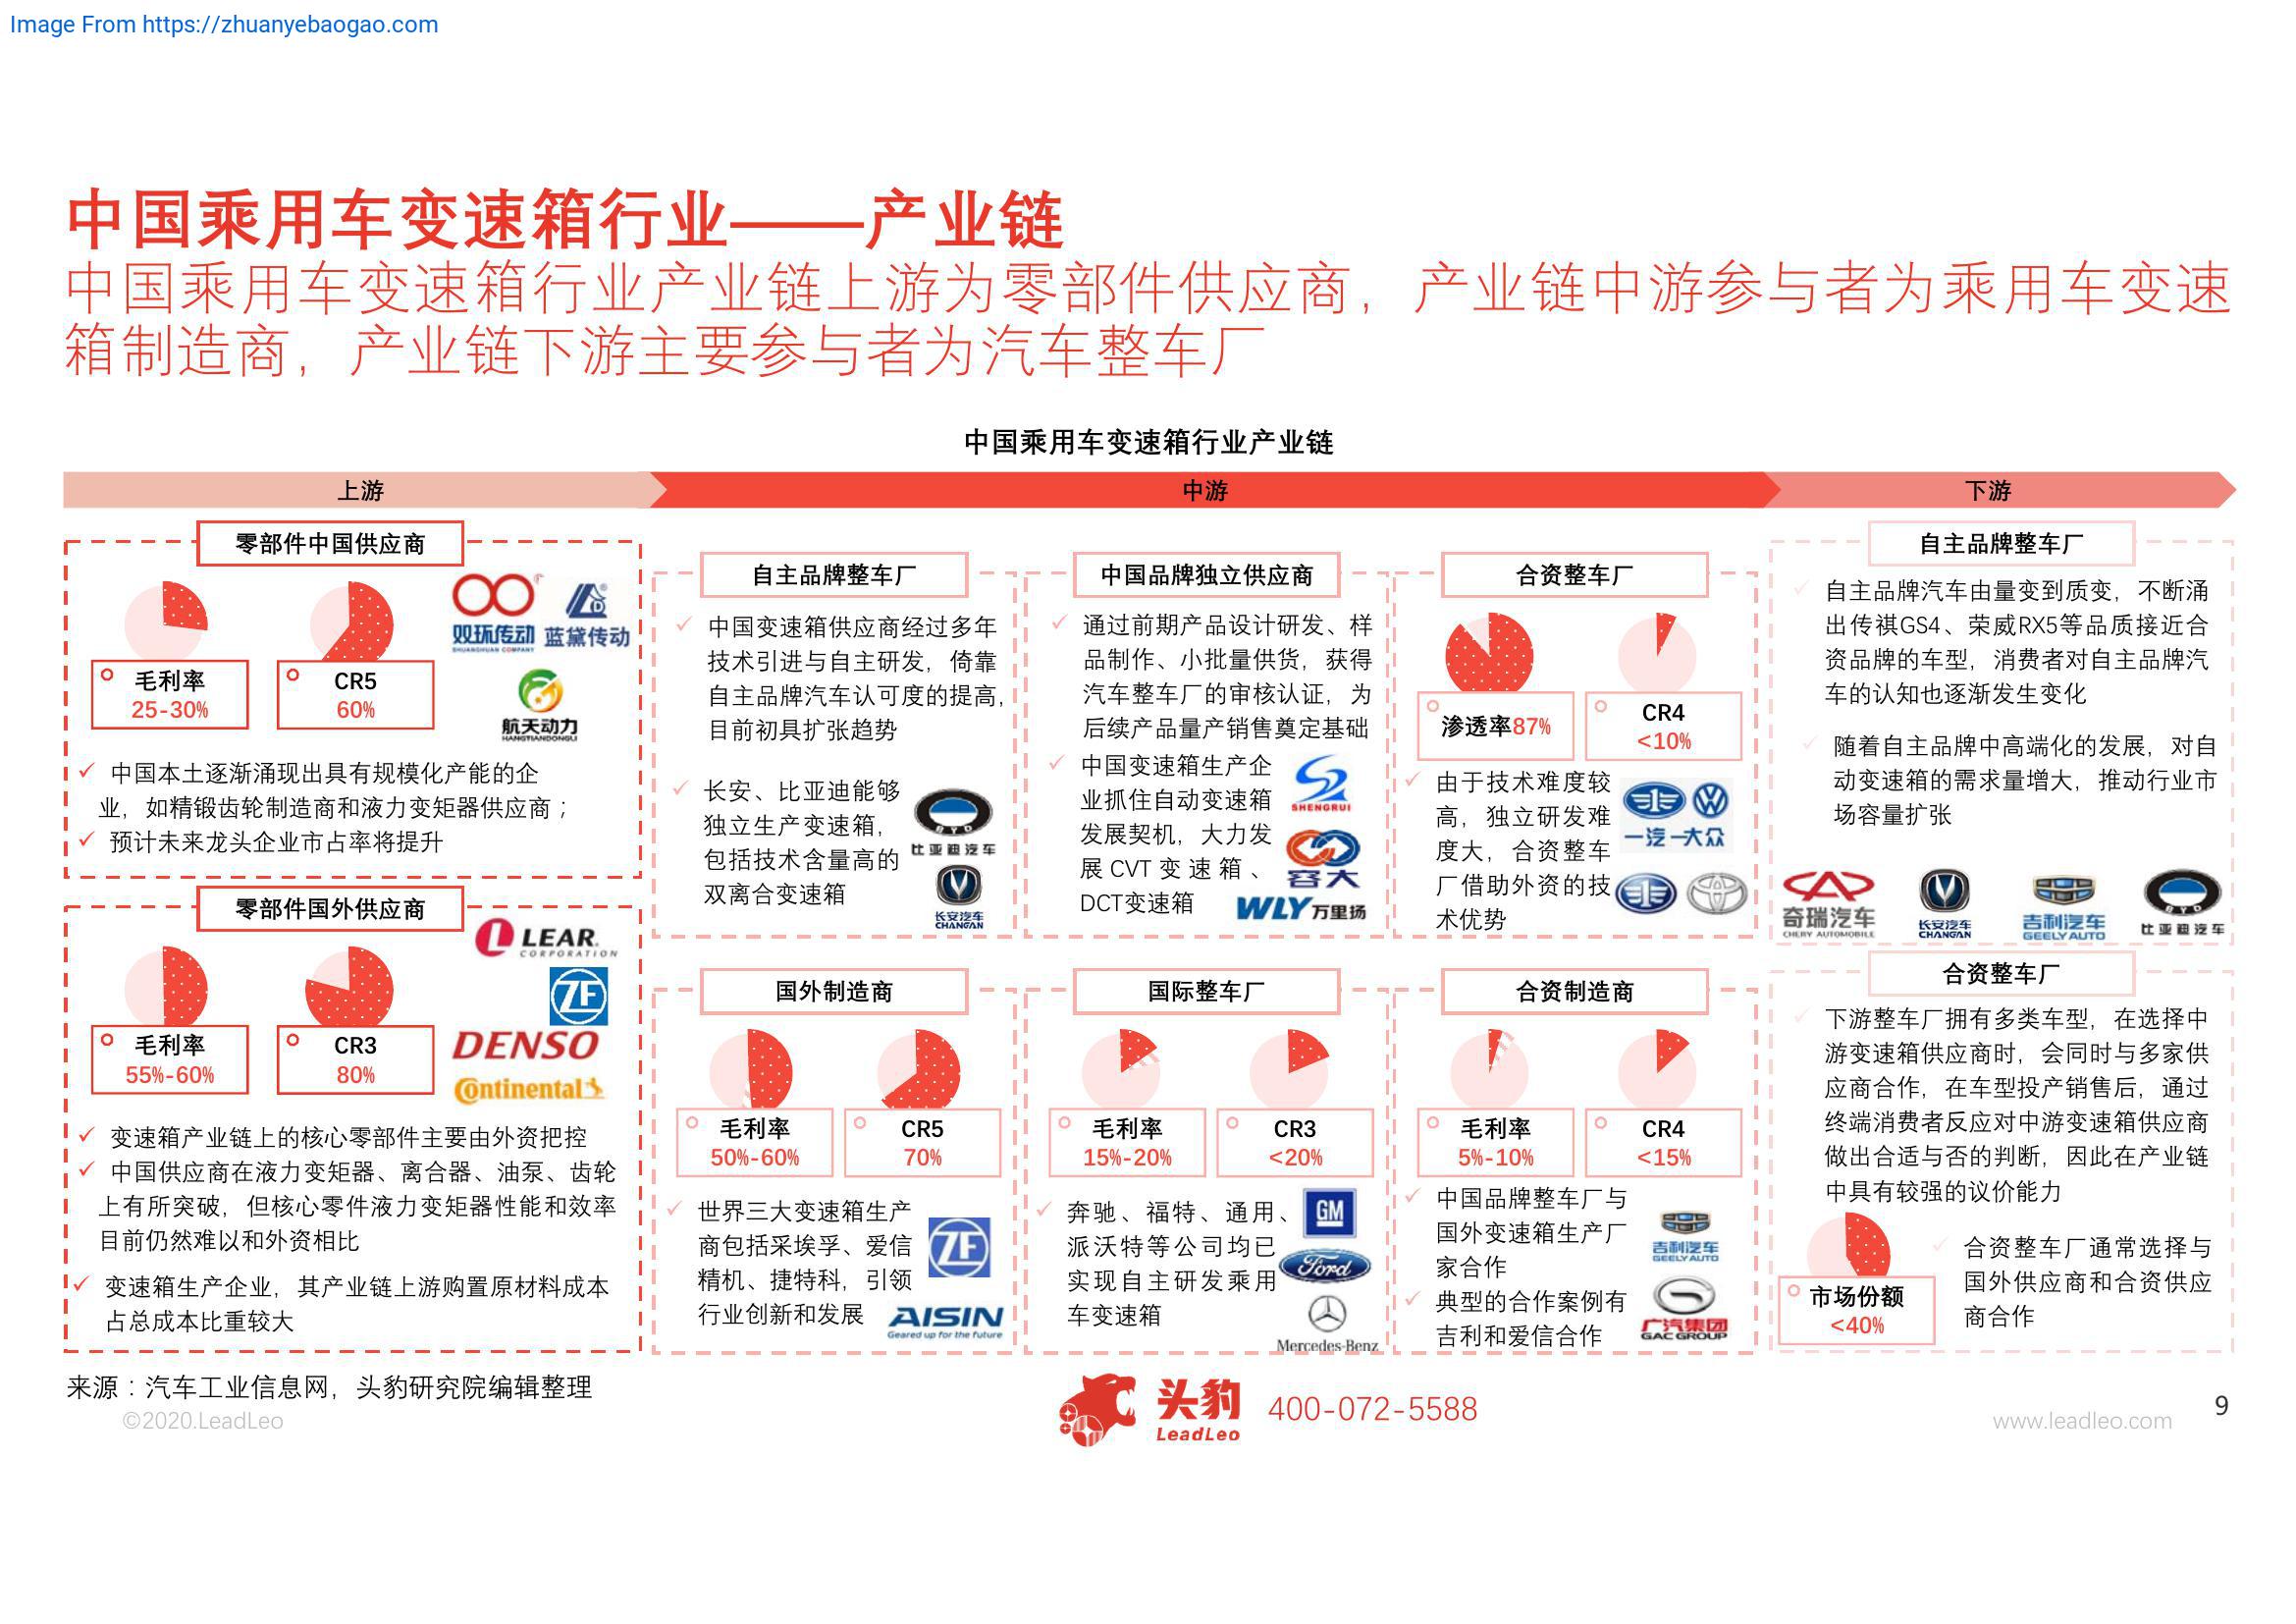 Image From https://zhuanyebaogao.com
中国乘用车变速箱行业——产业链
中国乘用车变速箱行业产业链上游为零部件供应商，产业链中游参与者为乘用车变速
箱制造商，产业链下游主要参与者为汽车整车厂
中国乘用车变速箱行业产业链
上游
中游
下游
零部件中国供应商
毛利率
25-30%
CR5
60%
双环传动
SHUANGHUAN COMPANY
蓝黛传动
航天动力
HANGTIANDONGLI
中国本土逐渐涌现出具有规模化产能的企
业，如精锻齿轮制造商和液力变矩器供应商；
预计未来龙头企业市占率将提升
零部件国外供应商
毛利率
55%-60%
CR3
80%
LEAR.
CORPORATION
ZF
DENSO
Continental
变速箱产业链上的核心零部件主要由外资把控
中国供应商在液力变矩器、离合器、油泵、齿轮
上有所突破，但核心零件液力变矩器性能和效率
目前仍然难以和外资相比
变速箱生产企业，其产业链上游购置原材料成本
占总成本比重较大
自主品牌整车厂
中国变速箱供应商经过多年
技术引进与自主研发，倚靠
自主品牌汽车认可度的提高，
目前初具扩张趋势
长安、比亚迪能够
独立生产变速箱，
包括技术含量高的
双离合变速箱
BYD
比亚迪汽车
长安汽车
CHANGAN
中国品牌独立供应商
通过前期产品设计研发、样
品制作、小批量供货，获得
汽车整车厂的审核认证，为
后续产品量产销售奠定基础
中国变速箱生产企
业抓住自动变速箱
发展契机，大力发
展CVT变速箱、
DCT变速箱
SHENGRUI
容大
WLY万里扬
合资整车厂
渗透率87%
CR4
<10%
由于技术难度较
高，独立研发难
度大，合资整车
厂借助外资的技
术优势
一汽-大众
国外制造商
毛利率
50%-60%
CR5
70%
世界三大变速箱生产
商包括采埃孚、爱信
精机、捷特科，引领
行业创新和发展
ZF
AISIN
Geared up for the future
国际整车厂
毛利率
15%-20%
CR3
<20%
奔驰、福特、通用、
派沃特等公司均已
实现自主研发乘用
车变速箱
GM
Ford
Mercedes-Benz
合资制造商
毛利率
5%-10%
CR4
<15%
中国品牌整车厂与
国外变速箱生产厂
家合作
典型的合作案例有
吉利和爱信合作
吉利汽车
GEELY AUTO
广汽集团
GAC GROUP
自主品牌整车厂
自主品牌汽车由量变到质变，不断涌
出传祺GS4、荣威RX5等品质接近合
资品牌的车型，消费者对自主品牌汽
车的认知也逐渐发生变化
随着自主品牌中高端化的发展，对自
动变速箱的需求量增大，推动行业市
场容量扩张
奇瑞汽车
CHERY AUTOMOBILE
长安汽车
CHANGAN
吉利汽车
GEELY AUTO
BYD
比亚迪汽车
合资整车厂
下游整车厂拥有多类车型，在选择中
游变速箱供应商时，会同时与多家供
应商合作，在车型投产销售后，通过
终端消费者反应对中游变速箱供应商
做出合适与否的判断，因此在产业链
中具有较强的议价能力
市场份额
<40%
合资整车厂通常选择与
国外供应商和合资供应
商合作
来源：汽车工业信息网，头豹研究院编辑整理
©2020.LeadLeo
头豹
LeadLeo
400-072-5588
www.leadleo.com
9